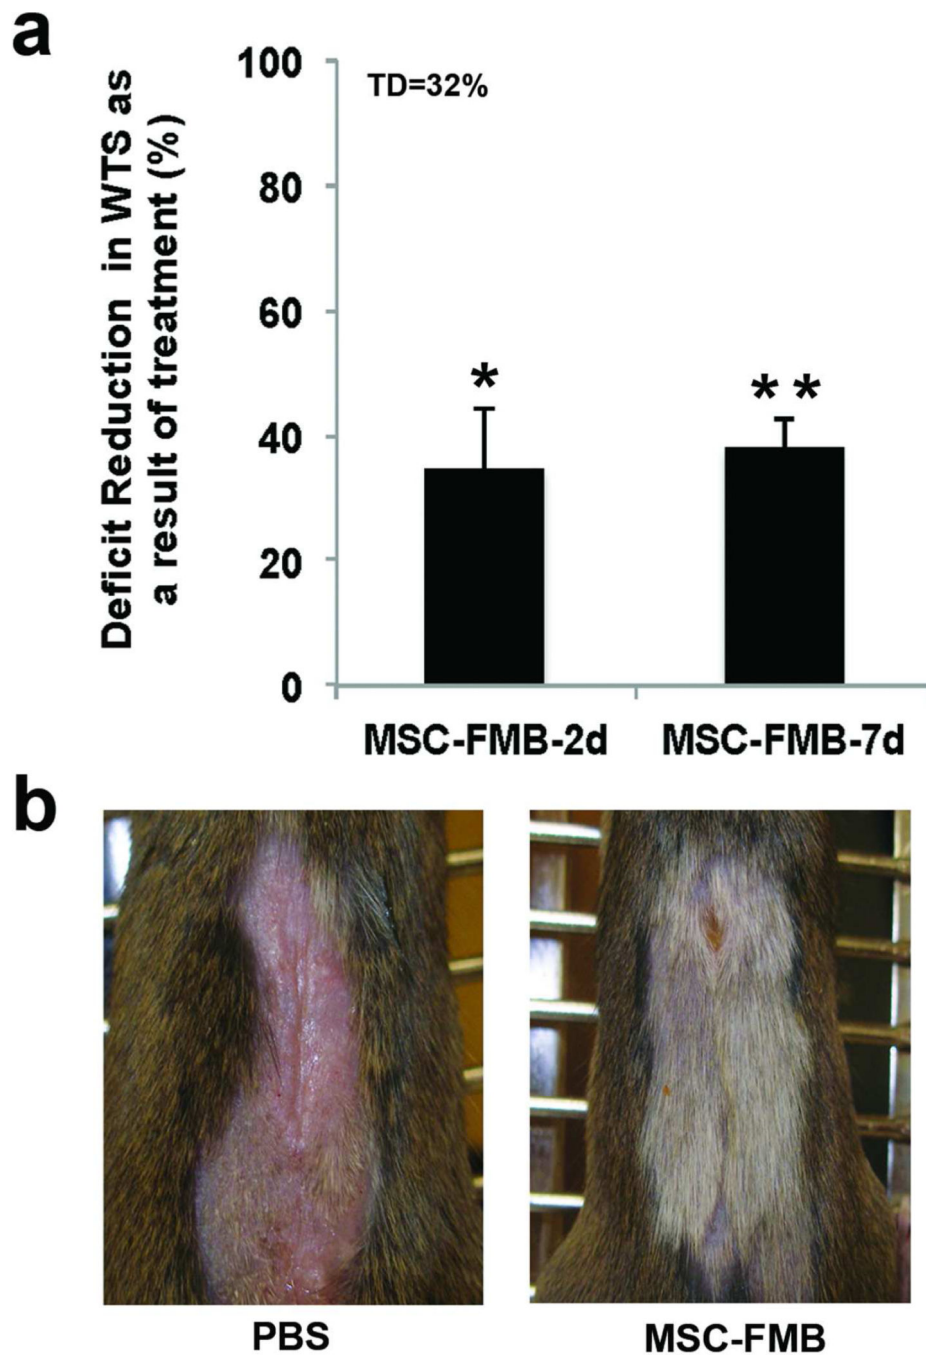 a
Deficit Reduction in WTS as
a result of treatment (%)
100
80
60
40
20
0
TD=32%
*
**
MSC-FMB-2d
MSC-FMB-7d
b
PBS
MSC-FMB